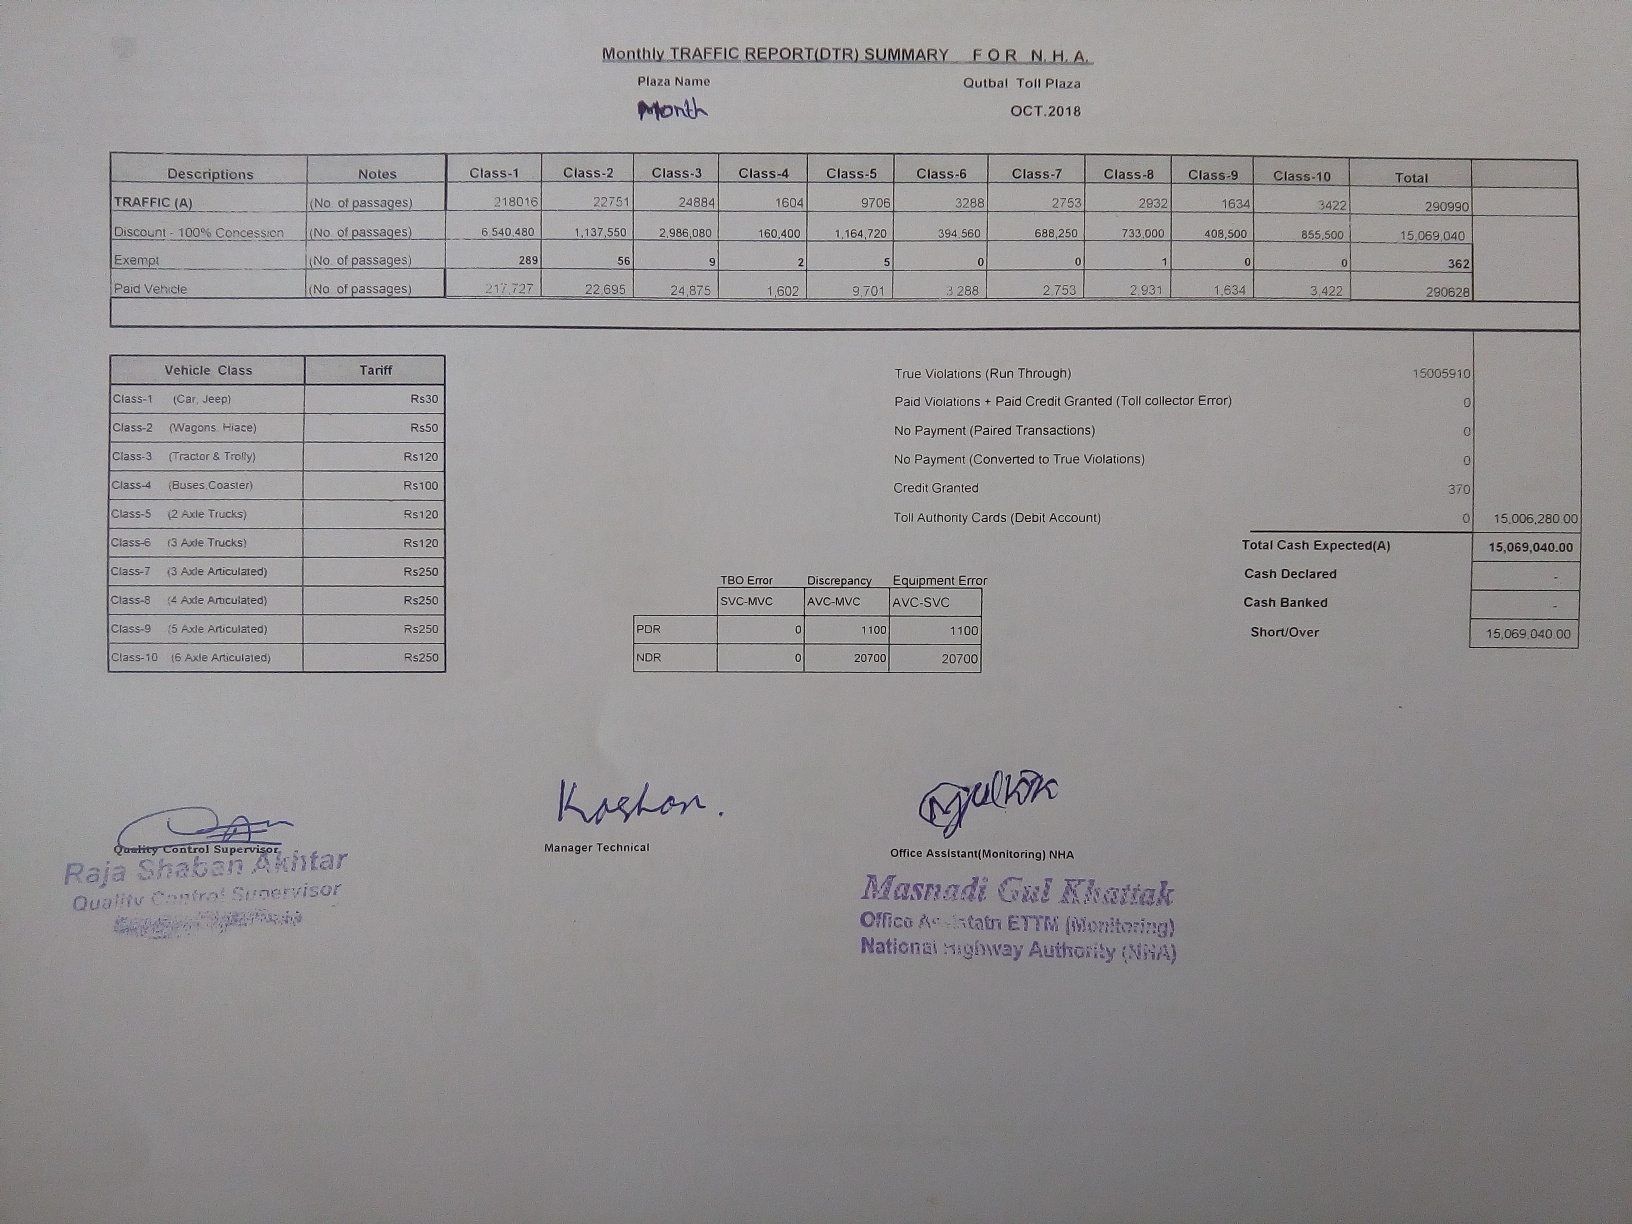 Monthly TRAFFIC REPORT(DTR) SUMMARY FOR N. H. A.
Plaza Name Qutbal Toll Plaza
Month OCT.2018
Descriptions Notes Class-1 Class-2 Class-3 Class-4 Class-5 Class-6 Class-7 Class-8 Class-9 Class-10 Total
TRAFFIC (A) (No. of passages) 218016 22751 24884 1604 9706 3288 2753 2932 1634 3422 290990
Discount - 100% Concession (No. of passages) 6,540,480 1,137,550 2,986,080 160,400 1,164,720 394,560 688,250 733,000 408,500 855,500 15,069,040
Exempt (No. of passages) 289 56 9 2 5 0 0 1 0 0 362
Paid Vehicle (No. of passages) 217,727 22,695 24,875 1,602 9,701 3,288 2,753 2,931 1,634 3,422 290628
Vehicle Class Tariff
Class-1 (Car, Jeep) Rs30
Class-2 (Wagons, Hiace) Rs50
Class-3 (Tractor & Trolly) Rs120
Class-4 (Buses,Coaster) Rs100
Class-5 (2 Axle Trucks) Rs120
Class-6 (3 Axle Trucks) Rs120
Class-7 (3 Axle Articulated) Rs250
Class-8 (4 Axle Articulated) Rs250
Class-9 (5 Axle Articulated) Rs250
Class-10 (6 Axle Articulated) Rs250
True Violations (Run Through) 15005910
Paid Violations + Paid Credit Granted (Toll collector Error) 0
No Payment (Paired Transactions) 0
No Payment (Converted to True Violations) 0
Credit Granted 370
Toll Authority Cards (Debit Account) 0 15,006,280.00
Total Cash Expected(A) 15,069,040.00
Cash Declared -
Cash Banked -
Short/Over 15,069,040.00
TBO Error Discrepancy Equipment Error
SVC-MVC AVC-MVC AVC-SVC
PDR 0 1100 1100
NDR 0 20700 20700
Quality Control Supervisor
Raja Shaban Akhtar
Quality Control Supervisor
Kashan.
Manager Technical
Office Assistant(Monitoring) NHA
Masnadi Gul Khattak
Office Assistatn ETTM (Monitoring)
National Highway Authority (NHA)